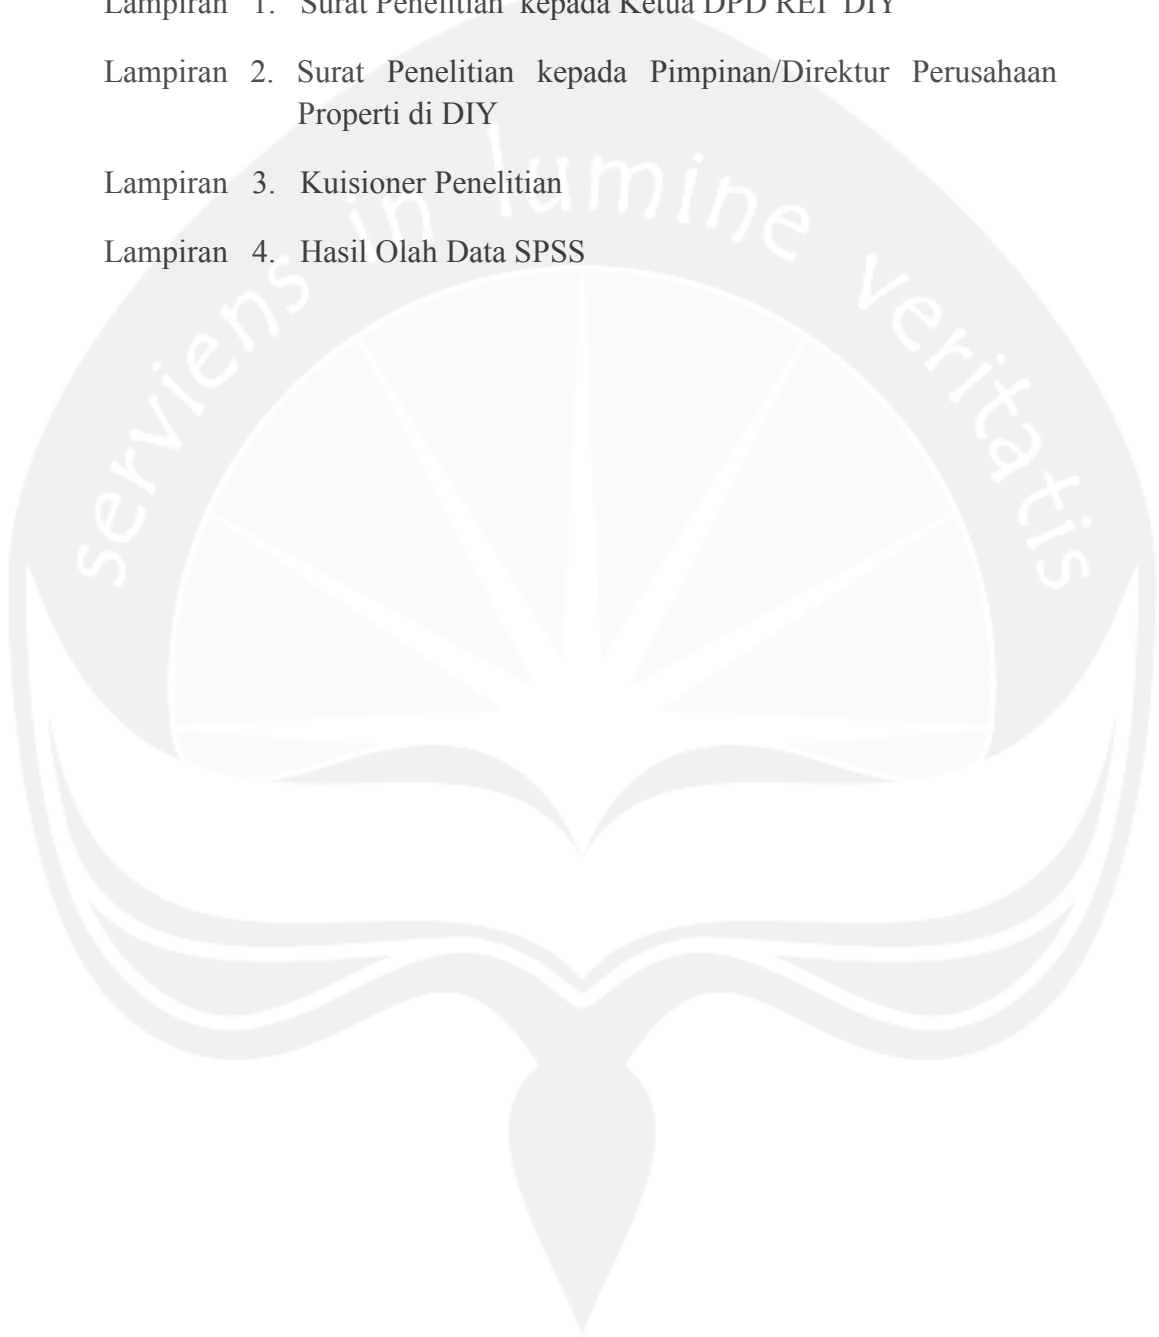 Lampiran 1. Surat Penelitian kepada Ketua DPD REI DIY
Lampiran 2. Surat Penelitian kepada Pimpinan/Direktur Perusahaan
Properti di DIY
Lampiran 3. Kuisioner Penelitian
Lampiran 4. Hasil Olah Data SPSS
serviens in lumine veritatis